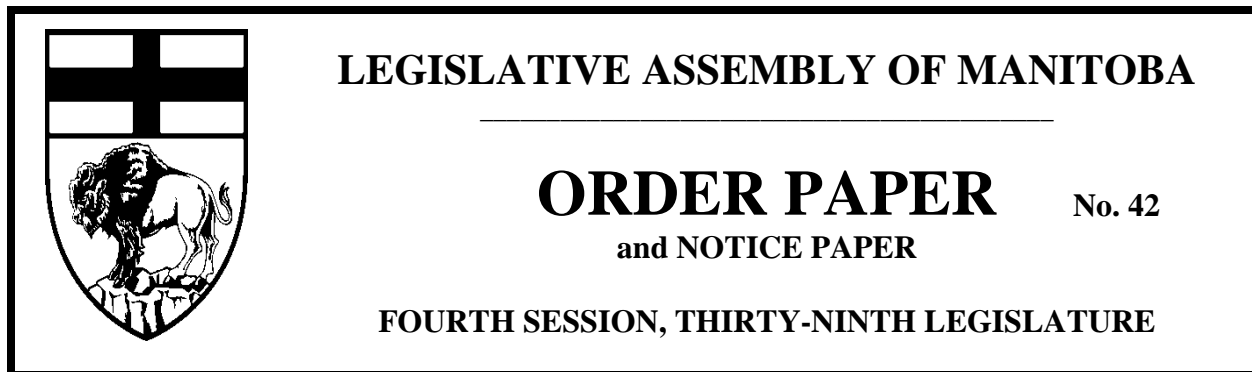 LEGISLATIVE ASSEMBLY OF MANITOBA
ORDER PAPER No. 42
and NOTICE PAPER
FOURTH SESSION, THIRTY-NINTH LEGISLATURE